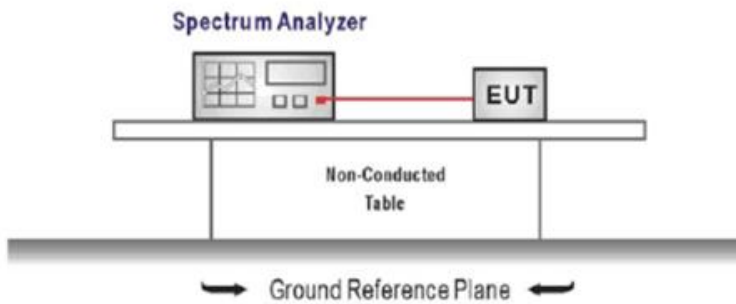 Spectrum Analyzer
EUT
Non-Conducted
Table
Ground Reference Plane